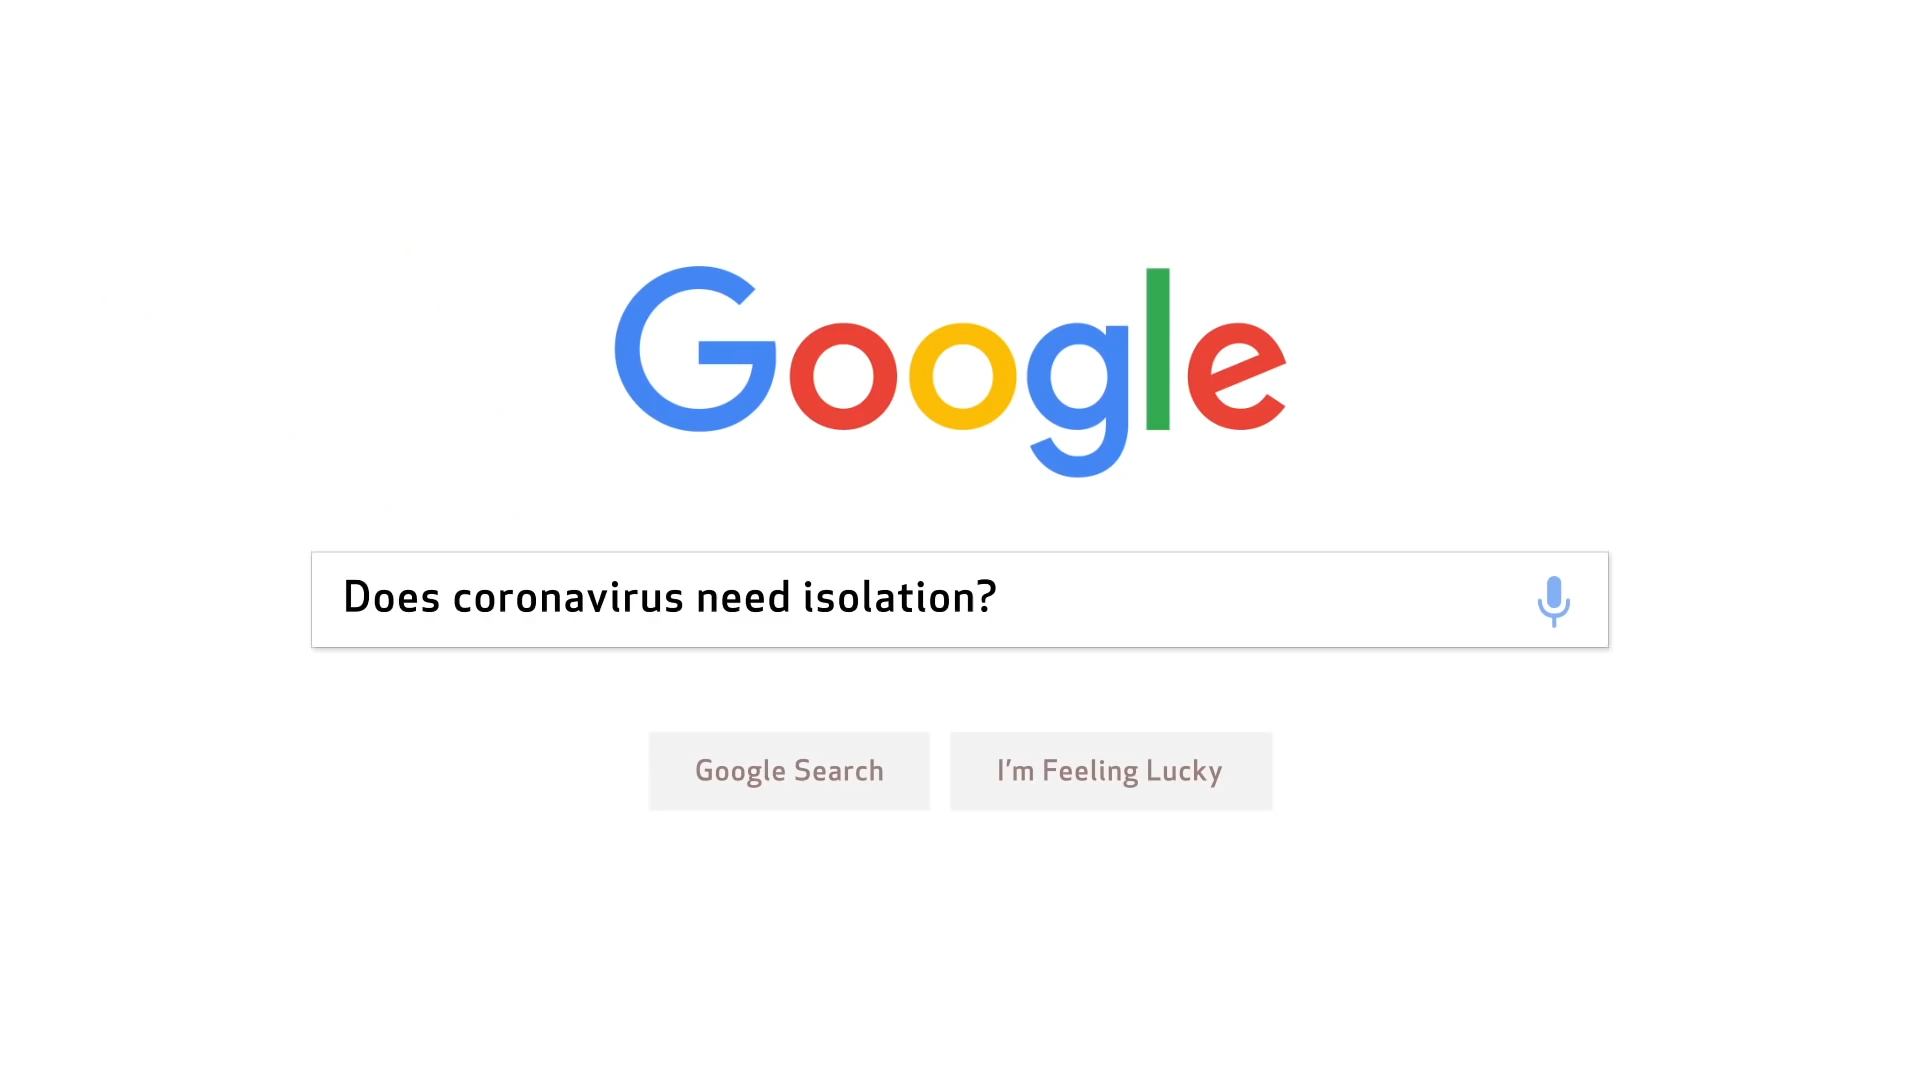 Google
Does coronavirus need isolation?
Google Search
I’m Feeling Lucky